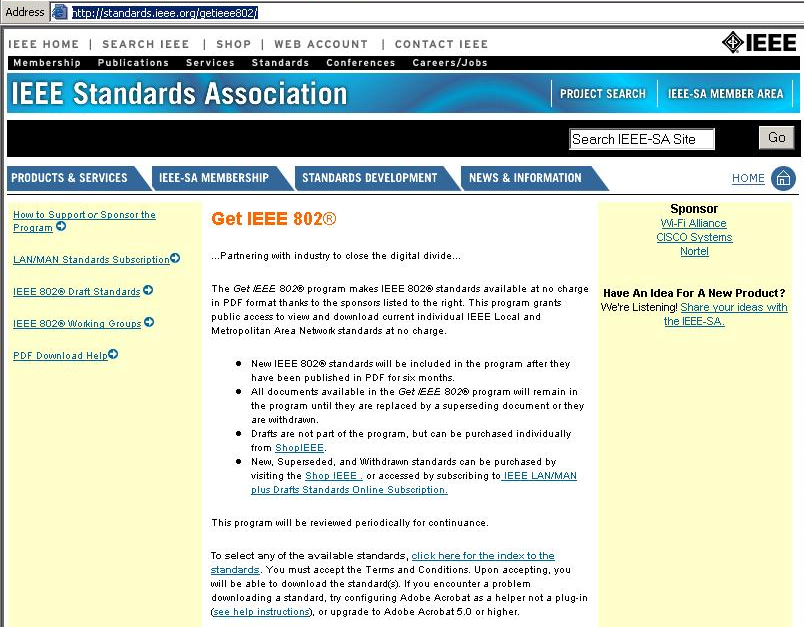 Address http://standards.ieee.org/getieee802/
IEEE HOME | SEARCH IEEE | SHOP | WEB ACCOUNT | CONTACT IEEE
IEEE
Membership Publications Services Standards Conferences Careers/Jobs
IEEE Standards Association
PROJECT SEARCH
IEEE-SA MEMBER AREA
Search IEEE-SA Site
Go
PRODUCTS & SERVICES
IEEE-SA MEMBERSHIP
STANDARDS DEVELOPMENT
NEWS & INFORMATION
HOME
How to Support or Sponsor the
Program
LAN/MAN Standards Subscription
IEEE 802® Draft Standards
IEEE 802® Working Groups
PDF Download Help
Get IEEE 802®
...Partnering with industry to close the digital divide...
The Get IEEE 802® program makes IEEE 802® standards available at no charge
in PDF format thanks to the sponsors listed to the right. This program grants
public access to view and download current individual IEEE Local and
Metropolitan Area Network standards at no charge.
● New IEEE 802® standards will be included in the program after they
have been published in PDF for six months.
● All documents available in the Get IEEE 802® program will remain in
the program until they are replaced by a superseding document or they
are withdrawn.
● Drafts are not part of the program, but can be purchased individually
from ShopIEEE.
● New, Superseded, and Withdrawn standards can be purchased by
visiting the Shop IEEE , or accessed by subscribing to IEEE LAN/MAN
plus Drafts Standards Online Subscription.
This program will be reviewed periodically for continuance.
To select any of the available standards, click here for the index to the
standards. You must accept the Terms and Conditions. Upon accepting, you
will be able to download the standard(s). If you encounter a problem
downloading a standard, try configuring Adobe Acrobat as a helper not a plug-in
(see help instructions), or upgrade to Adobe Acrobat 5.0 or higher.
Sponsor
Wi-Fi Alliance
CISCO Systems
Nortel
Have An Idea For A New Product?
We're Listening! Share your ideas with
the IEEE-SA.